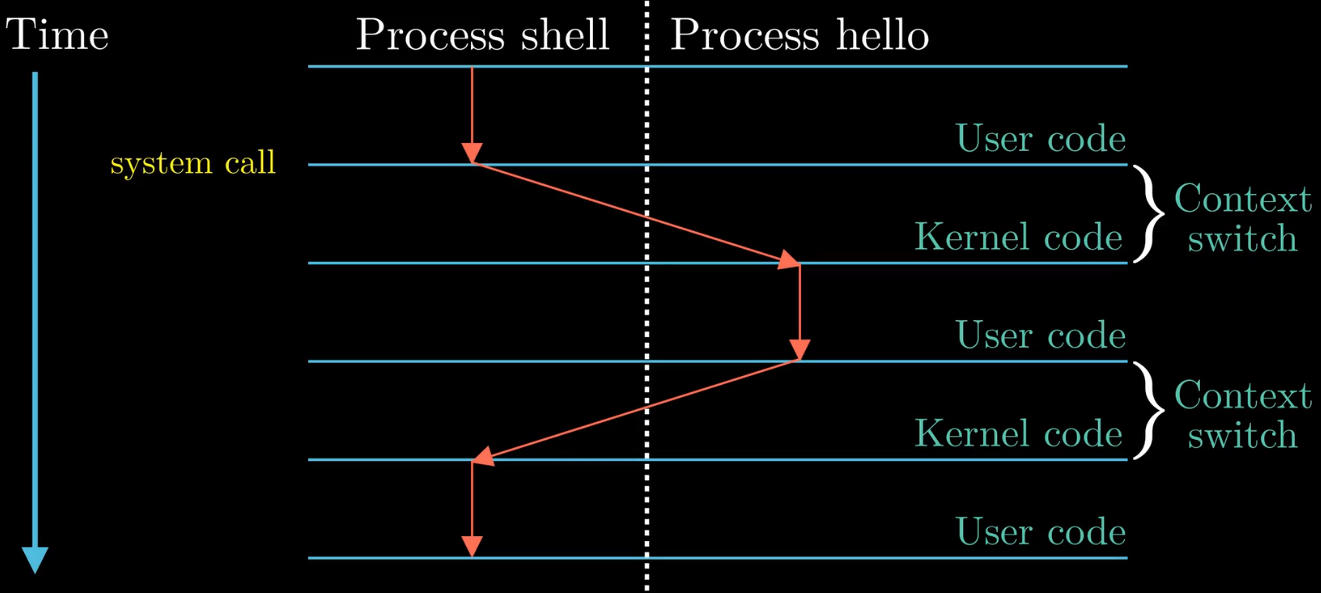 Time
Process shell
Process hello
User code
system call
Context
switch
Kernel code
User code
Context
switch
Kernel code
User code